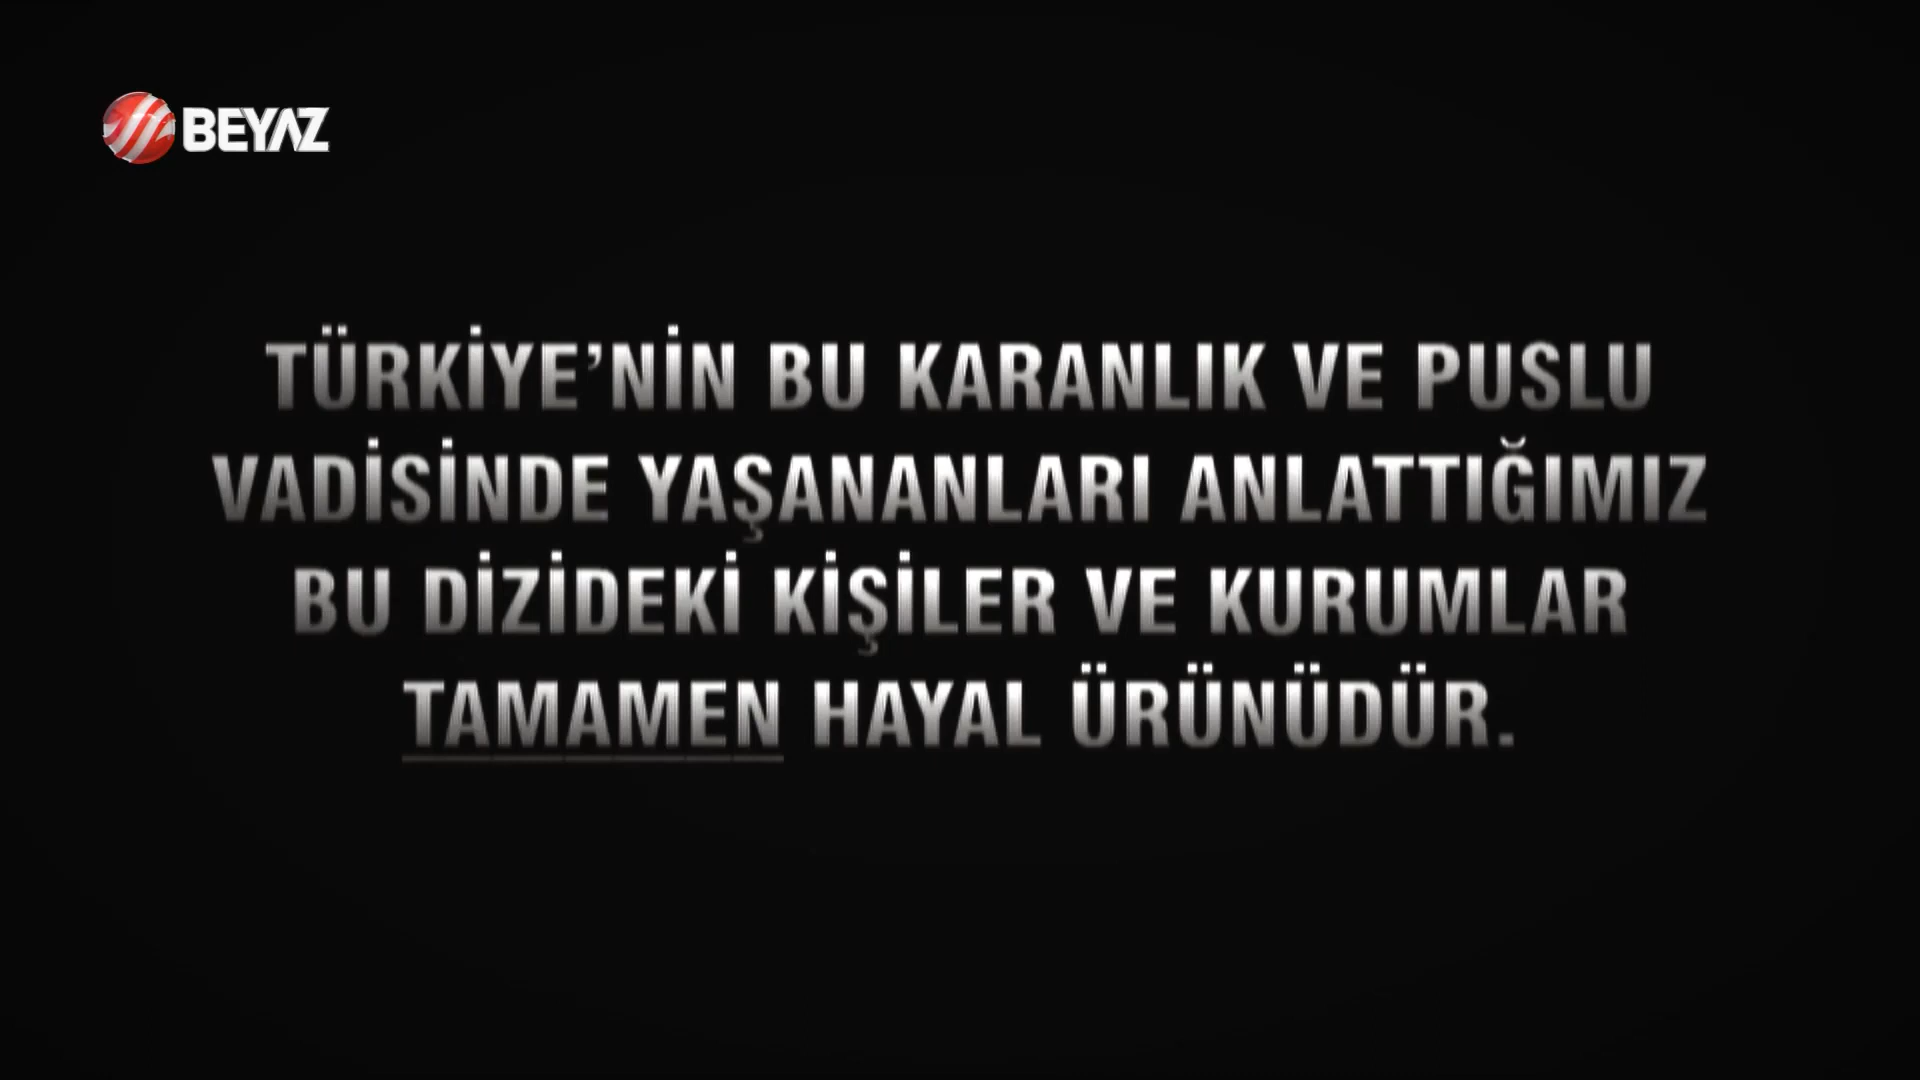 BEYAZ
TÜRKİYE’NİN BU KARANLIK VE PUSLU
VADİSİNDE YAŞANANLARI ANLATTIĞIMIZ
BU DİZİDEKİ KİŞİLER VE KURUMLAR
TAMAMEN HAYAL ÜRÜNÜDÜR.